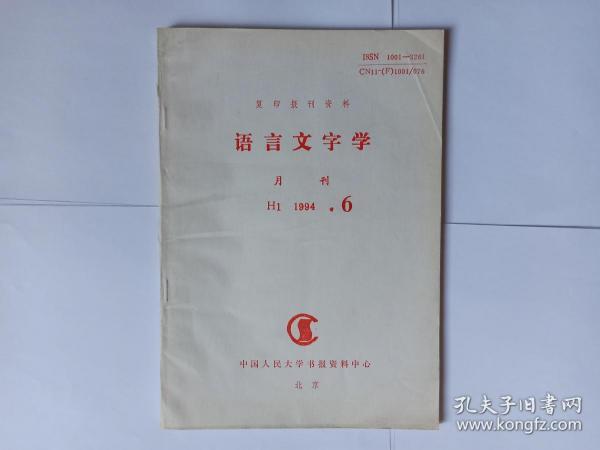 ISSN 1001—3261
CN11-(F)1001/076
复印报刊资料
语言文字学
月刊
H1 1994 .6
中国人民大学书报资料中心
北京
孔夫子旧书网
www.kongfz.com